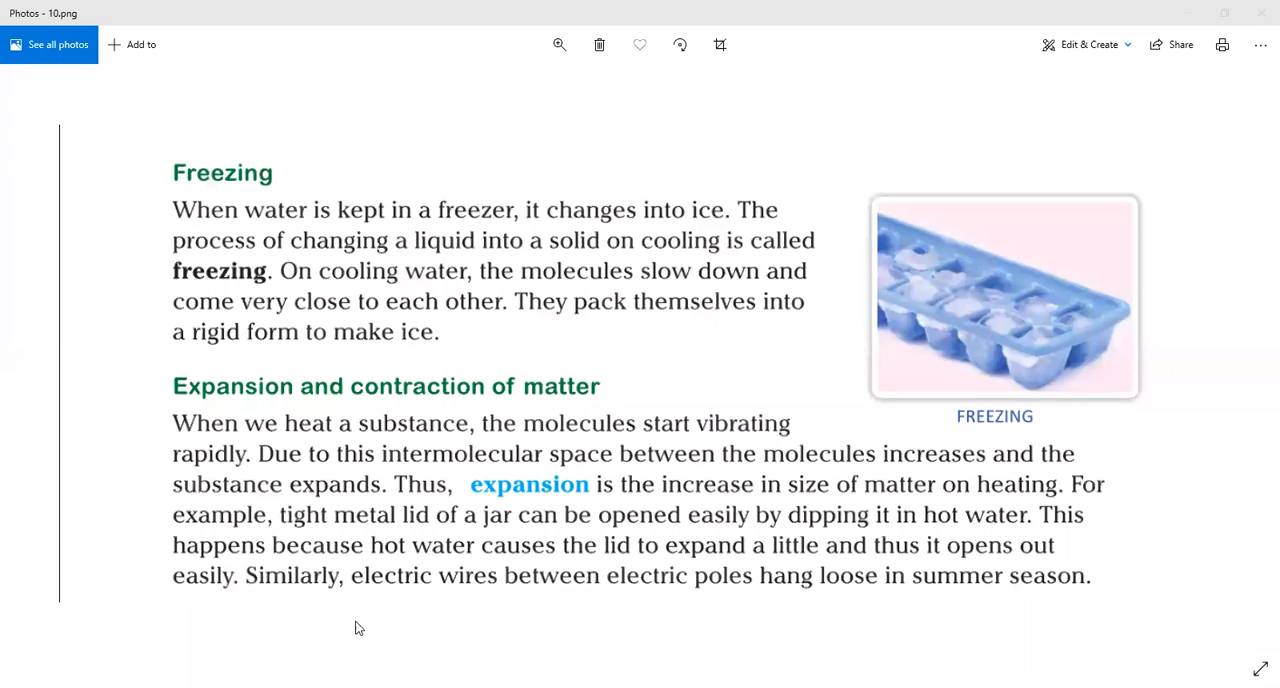 Photos - 10.png
See all photos
Add to
Edit & Create
Share
Freezing
When water is kept in a freezer, it changes into ice. The
process of changing a liquid into a solid on cooling is called
freezing. On cooling water, the molecules slow down and
come very close to each other. They pack themselves into
a rigid form to make ice.
FREEZING
Expansion and contraction of matter
When we heat a substance, the molecules start vibrating
rapidly. Due to this intermolecular space between the molecules increases and the
substance expands. Thus, expansion is the increase in size of matter on heating. For
example, tight metal lid of a jar can be opened easily by dipping it in hot water. This
happens because hot water causes the lid to expand a little and thus it opens out
easily. Similarly, electric wires between electric poles hang loose in summer season.